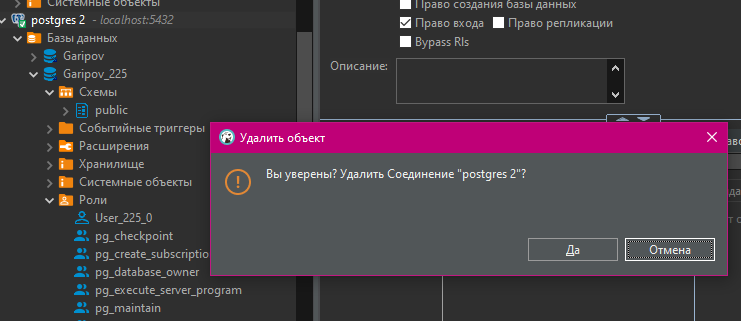 Системные объекты
postgres 2 - localhost:5432
Базы данных
Garipov
Garipov_225
Схемы
public
Событийные триггеры
Расширения
Хранилище
Системные объекты
Роли
User_225_0
pg_checkpoint
pg_create_subscriptio
pg_database_owner
pg_execute_server_program
pg_maintain
Право создания базы данных
Право входа
Право репликации
Bypass Rls
Описание:
Удалить объект
Вы уверены? Удалить Соединение "postgres 2"?
Да
Отмена